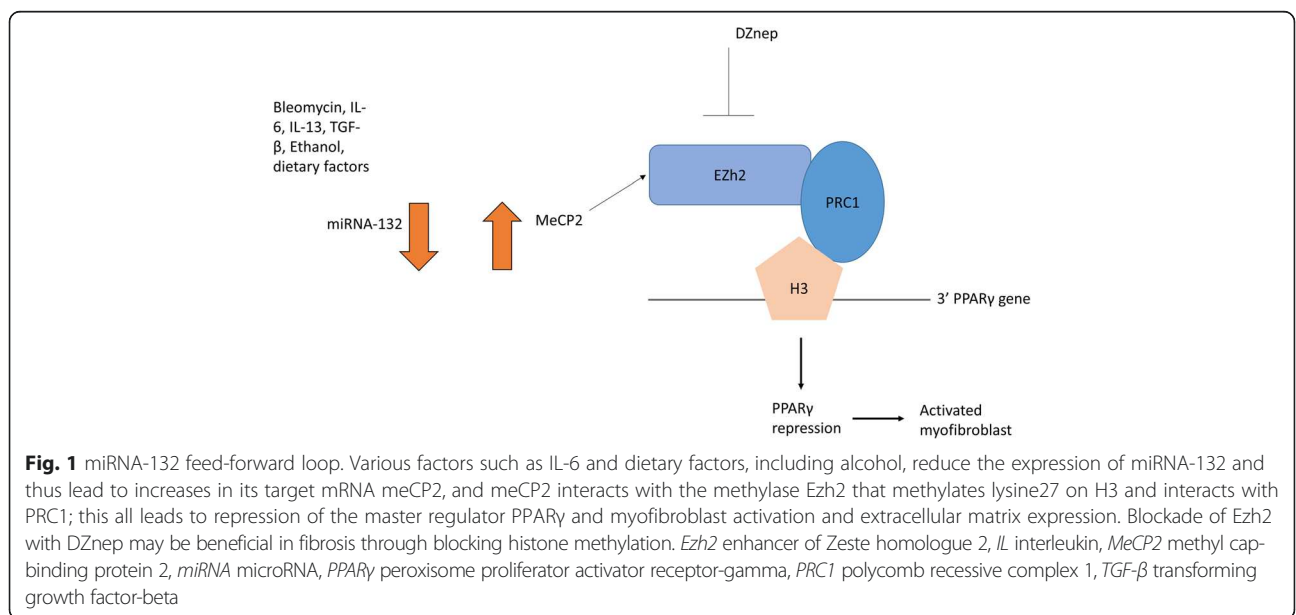 DZnep
Bleomycin, IL-
6, IL-13, TGF-
β, Ethanol,
dietary factors
EZh2
PRC1
miRNA-132
MeCP2
H3
3’ PPARγ gene
PPARγ
repression
Activated
myofibroblast
Fig. 1 miRNA-132 feed-forward loop. Various factors such as IL-6 and dietary factors, including alcohol, reduce the expression of miRNA-132 and
thus lead to increases in its target mRNA meCP2, and meCP2 interacts with the methylase Ezh2 that methylates lysine27 on H3 and interacts with
PRC1; this all leads to repression of the master regulator PPARγ and myofibroblast activation and extracellular matrix expression. Blockade of Ezh2
with DZnep may be beneficial in fibrosis through blocking histone methylation. Ezh2 enhancer of Zeste homologue 2, IL interleukin, MeCP2 methyl cap-
binding protein 2, miRNA microRNA, PPARγ peroxisome proliferator activator receptor-gamma, PRC1 polycomb recessive complex 1, TGF-β transforming
growth factor-beta